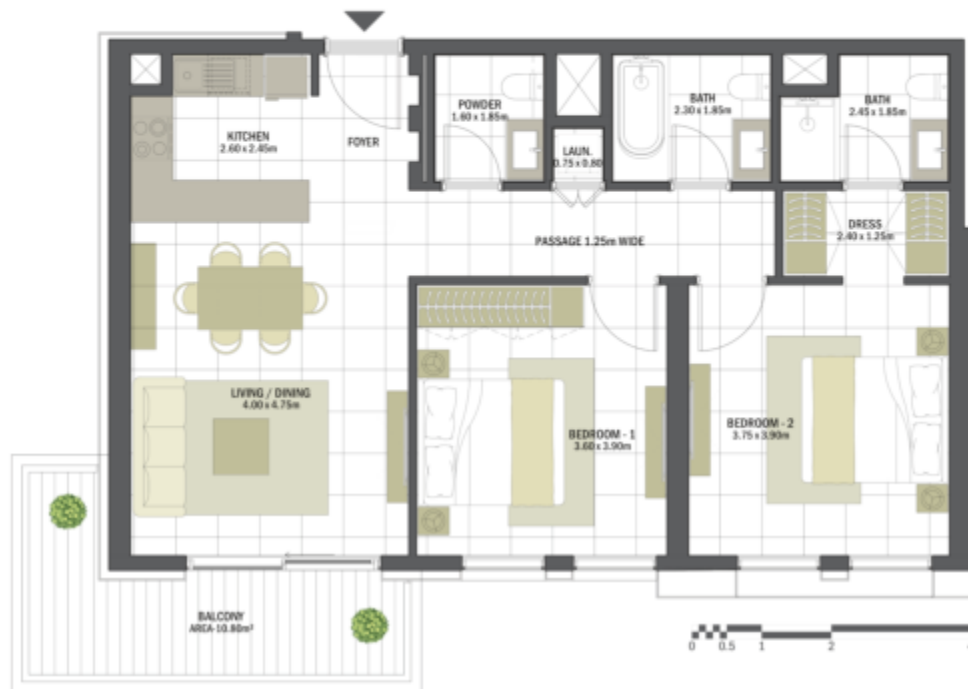 POWDER
1.60 x 1.85m
BATH
2.30 x 1.85m
BATH
2.45 x 1.85m
KITCHEN
2.60 x 2.45m
FOYER
LAUN.
0.75 x 0.80
DRESS
2.40 x 1.25m
PASSAGE 1.25m WIDE
LIVING / DINING
4.00 x 4.75m
BEDROOM - 1
3.60 x 3.90m
BEDROOM - 2
3.75 x 3.90m
BALCONY
AREA-10.80m²
0 0.5 1 2